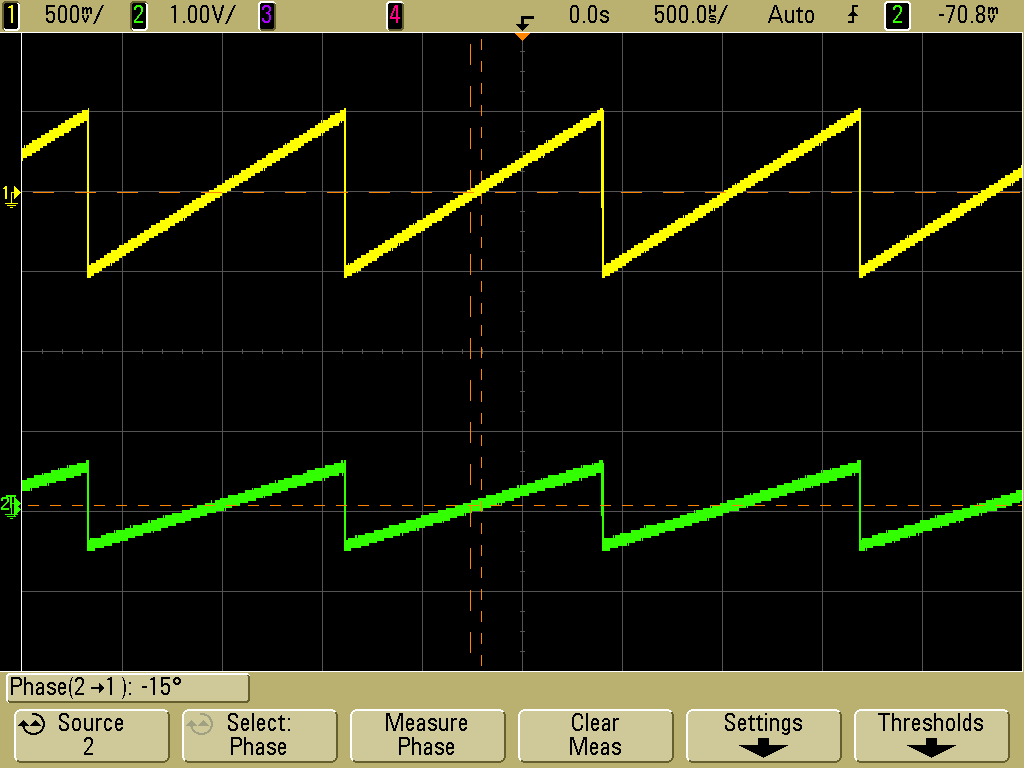 1 500mV/ 2 1.00V/ 3 4 0.0s 500.0µs/ Auto 2 -70.8mV
1
2
Phase(2→1): -15°
Source
2
Select:
Phase
Measure
Phase
Clear
Meas
Settings
Thresholds